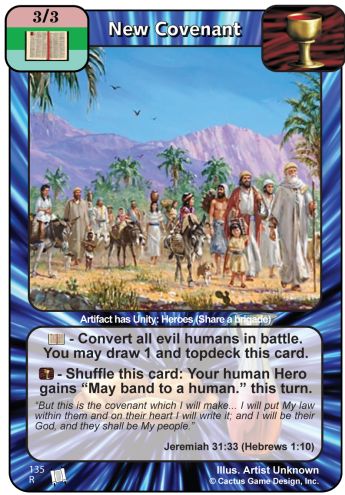 3/3
New Covenant
Artifact has Unity: Heroes (Share a brigade)
- Convert all evil humans in battle.
You may draw 1 and topdeck this card.
- Shuffle this card: Your human Hero
gains "May band to a human." this turn.
"But this is the covenant which I will make... I will put My law
within them and on their heart I will write it; and I will be their
God, and they shall be My people."
Jeremiah 31:33 (Hebrews 1:10)
135
R
Illus. Artist Unknown
© Cactus Game Design, Inc.